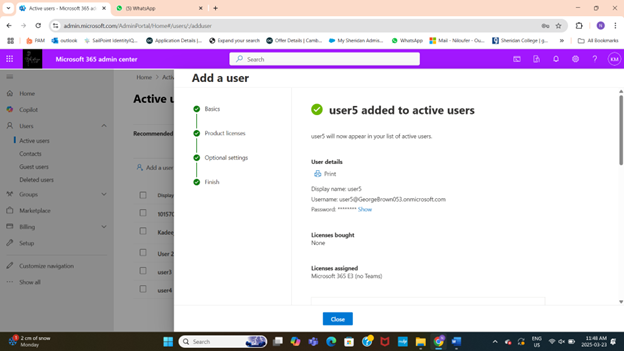 Active users - Microsoft 365 ad
(5) WhatsApp
admin.microsoft.com/AdminPortal/Home#/users/:/adduser
PAM
outlook
SailPoint IdentityIQ...
Application Details |...
Expand your search
Offer Details | Camb...
My Sheridan Admis...
WhatsApp
Mail - Ndoufer - Ou...
Sheridan College | g...
All Bookmarks
Microsoft 365 admin center
Search
KM
Home
Copilot
Users
Active users
Contacts
Guest users
Deleted users
Groups
Marketplace
Billing
Setup
Customize navigation
Show all
Home > Activ
Active u
Recommended
Add a user
Display
User 2
user3
user4
Add a user
Basics
Product licenses
Optional settings
Finish
user5 added to active users
user5 will now appear in your list of active users.
User details
Print
Display name: user5
Username: user5@GeorgeBrown053.onmicrosoft.com
Password: ******** Show
Licenses bought
None
Licenses assigned
Microsoft 365 E3 (no Teams)
Close
2 cm of snow
Monday
Search
ENG
US
11:48 AM
2025-03-23